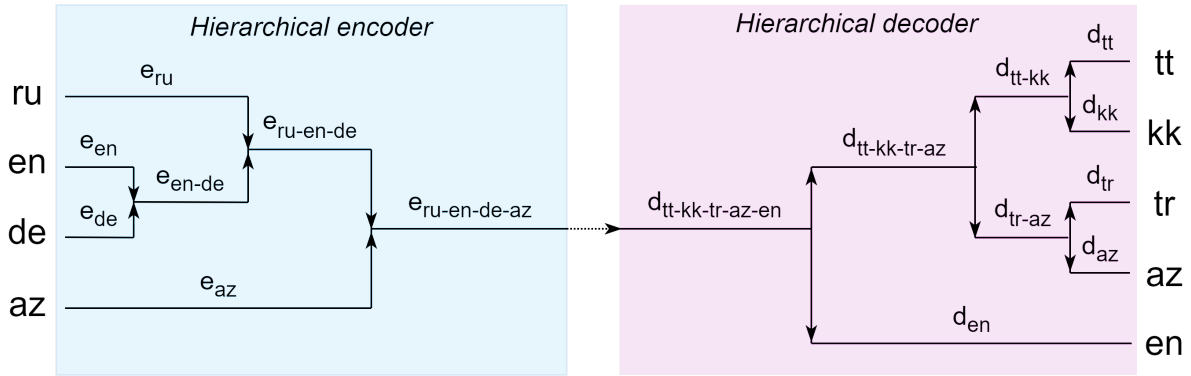 Hierarchical encoder
ru
en
de
az
e_ru
e_en
e_de
e_en-de
e_ru-en-de
e_az
e_ru-en-de-az
Hierarchical decoder
d_tt-kk-tr-az-en
d_tt-kk-tr-az
d_tt-kk
d_tt
d_kk
d_tr-az
d_tr
d_az
d_en
tt
kk
tr
az
en